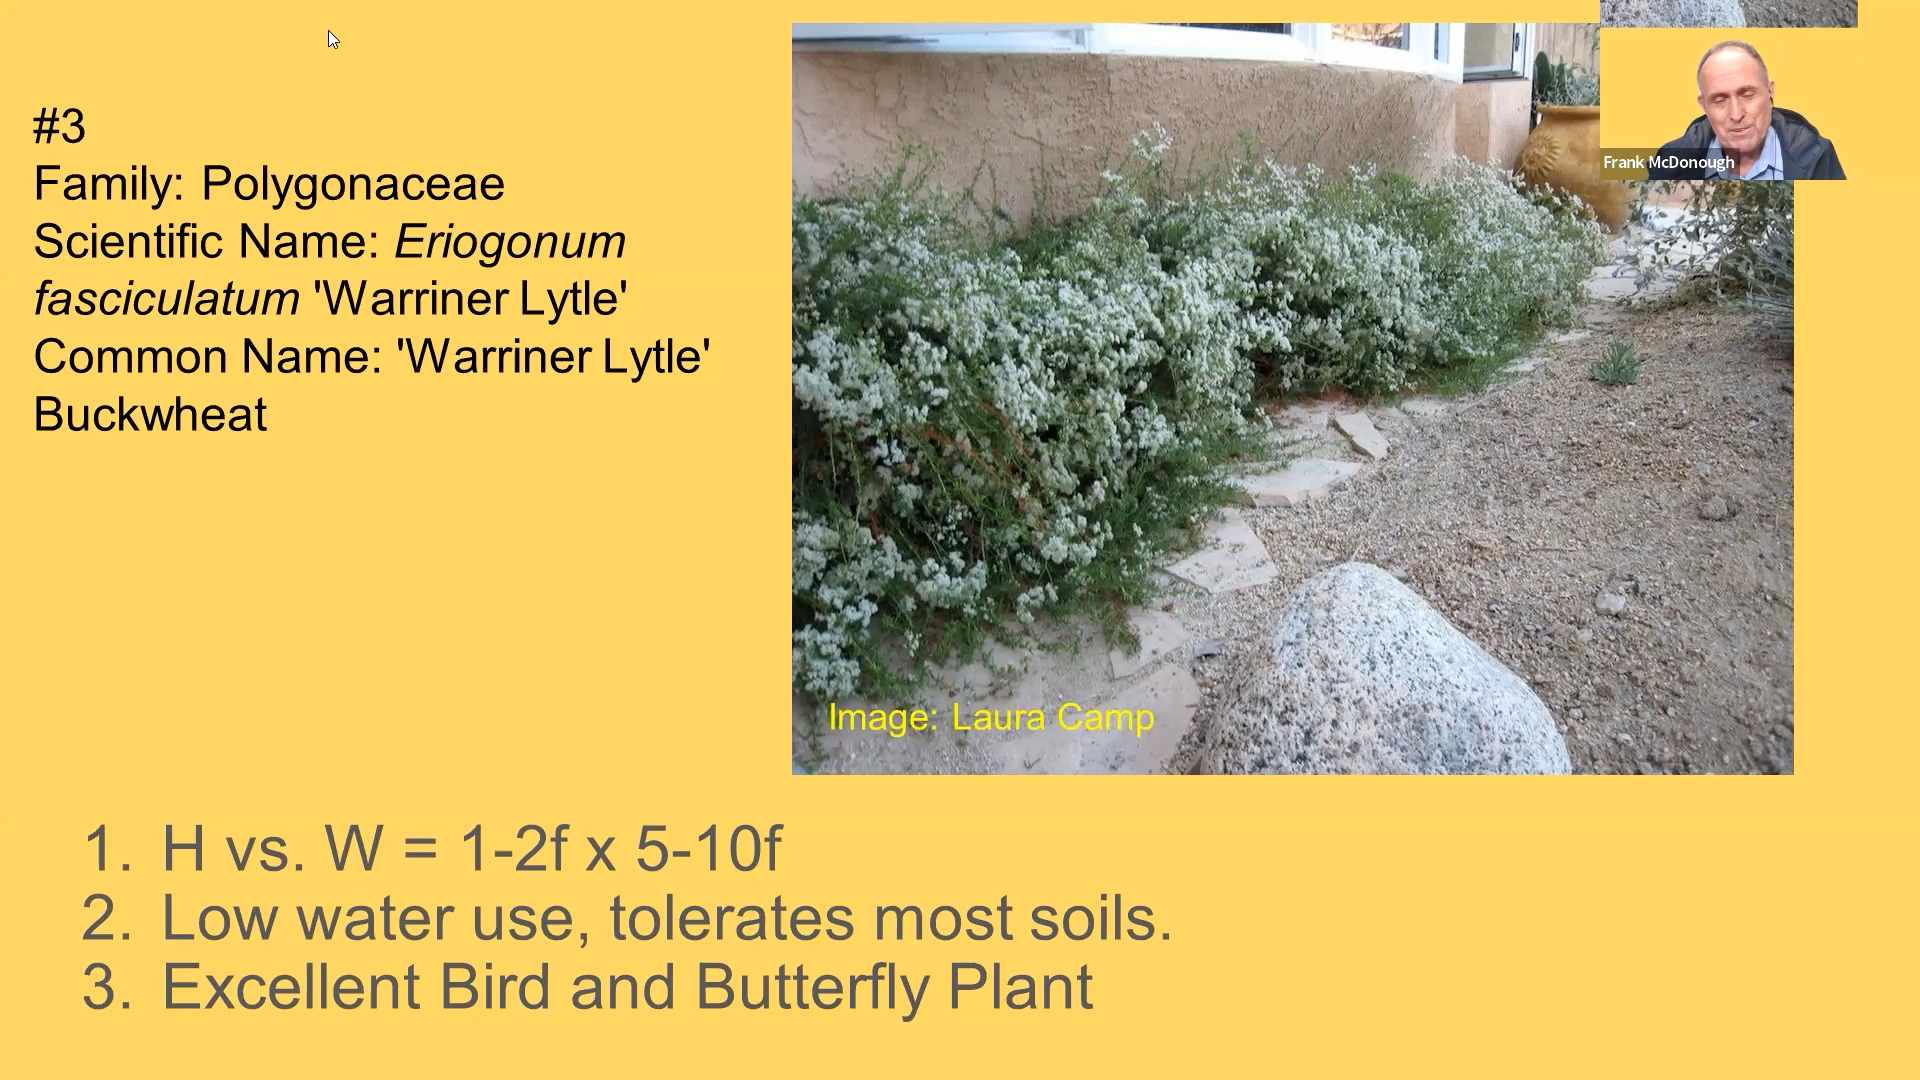 #3
Family: Polygonaceae
Scientific Name: Eriogonum
fasciculatum 'Warriner Lytle'
Common Name: 'Warriner Lytle'
Buckwheat
Frank McDonough
Image: Laura Camp
1. H vs. W = 1-2f x 5-10f
2. Low water use, tolerates most soils.
3. Excellent Bird and Butterfly Plant